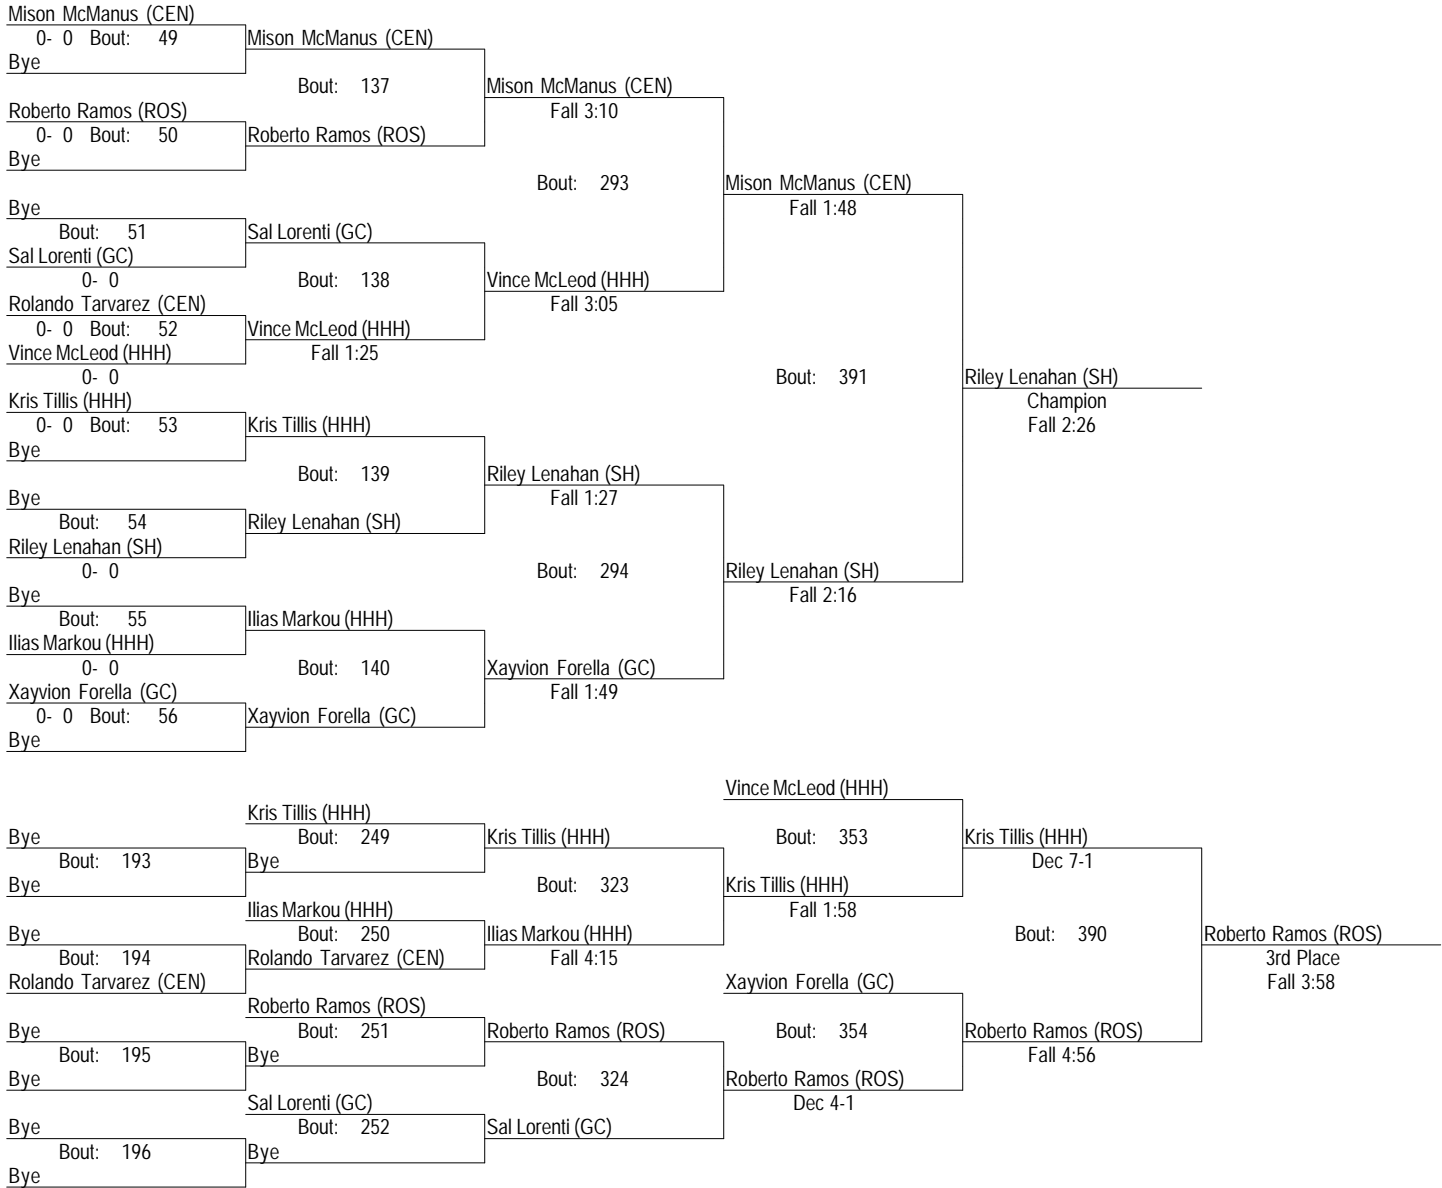 Mison McManus (CEN)
0- 0 Bout: 49 Mison McManus (CEN)
Bye
Bout: 137 Mison McManus (CEN)
Roberto Ramos (ROS) Fall 3:10
0- 0 Bout: 50 Roberto Ramos (ROS)
Bye
Bout: 293 Mison McManus (CEN)
Bye Fall 1:48
Bout: 51 Sal Lorenti (GC)
Sal Lorenti (GC)
0- 0 Bout: 138 Vince McLeod (HHH)
Rolando Tarvarez (CEN) Fall 3:05
0- 0 Bout: 52 Vince McLeod (HHH)
Vince McLeod (HHH) Fall 1:25
0- 0 Bout: 391 Riley Lenahan (SH)
Kris Tillis (HHH) Champion
0- 0 Bout: 53 Kris Tillis (HHH) Fall 2:26
Bye
Bout: 139 Riley Lenahan (SH)
Bye Fall 1:27
Bout: 54 Riley Lenahan (SH)
Riley Lenahan (SH)
0- 0 Bout: 294 Riley Lenahan (SH)
Bye Fall 2:16
Bout: 55 Ilias Markou (HHH)
Ilias Markou (HHH)
0- 0 Bout: 140 Xayvion Forella (GC)
Xayvion Forella (GC) Fall 1:49
0- 0 Bout: 56 Xayvion Forella (GC)
Bye
Vince McLeod (HHH)
Kris Tillis (HHH)
Bye Bout: 249 Kris Tillis (HHH) Bout: 353 Kris Tillis (HHH)
Bout: 193 Bye Dec 7-1
Bye Bout: 323 Kris Tillis (HHH)
Ilias Markou (HHH) Fall 1:58
Bye Bout: 250 Ilias Markou (HHH) Bout: 390 Roberto Ramos (ROS)
Bout: 194 Rolando Tarvarez (CEN) Fall 4:15 3rd Place
Rolando Tarvarez (CEN) Xayvion Forella (GC) Fall 3:58
Roberto Ramos (ROS)
Bye Bout: 251 Roberto Ramos (ROS) Bout: 354 Roberto Ramos (ROS)
Bout: 195 Bye Fall 4:56
Bye Bout: 324 Roberto Ramos (ROS)
Sal Lorenti (GC) Dec 4-1
Bye Bout: 252 Sal Lorenti (GC)
Bout: 196 Bye
Bye